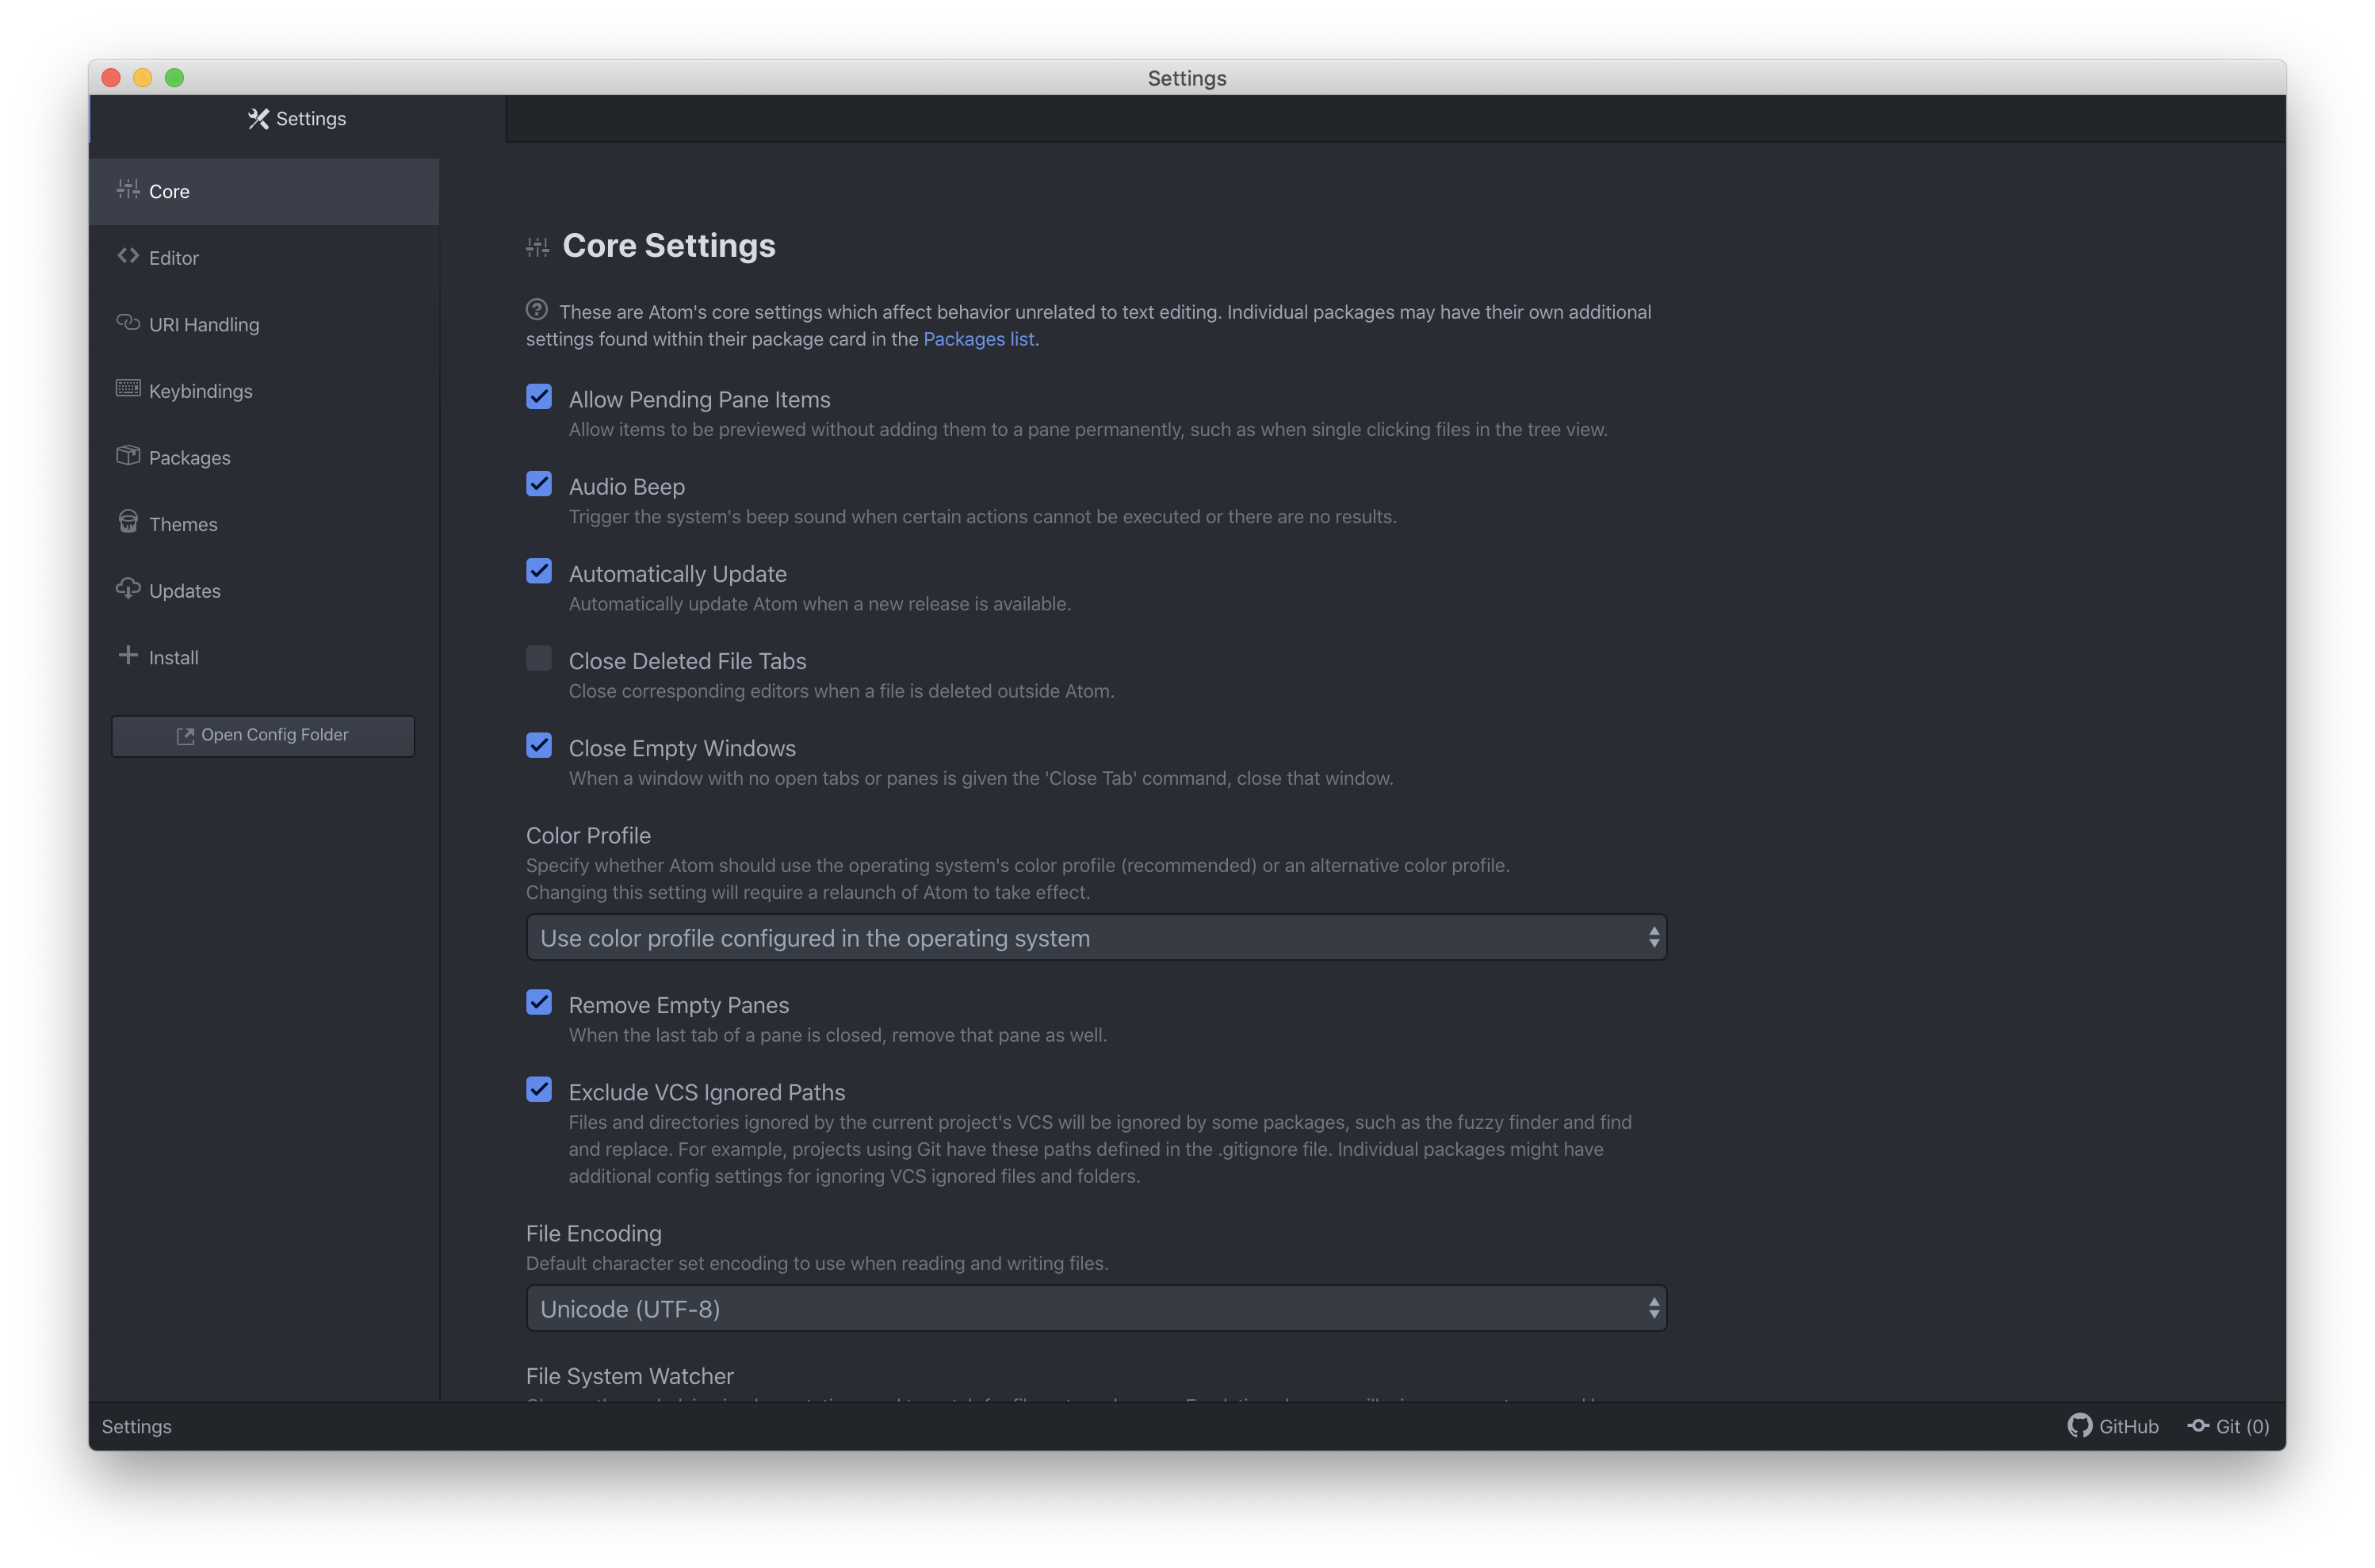 Settings
Settings
Core
Editor
URI Handling
Keybindings
Packages
Themes
Updates
Install
Open Config Folder
Core Settings
These are Atom's core settings which affect behavior unrelated to text editing. Individual packages may have their own additional
settings found within their package card in the Packages list.
Allow Pending Pane Items
Allow items to be previewed without adding them to a pane permanently, such as when single clicking files in the tree view.
Audio Beep
Trigger the system's beep sound when certain actions cannot be executed or there are no results.
Automatically Update
Automatically update Atom when a new release is available.
Close Deleted File Tabs
Close corresponding editors when a file is deleted outside Atom.
Close Empty Windows
When a window with no open tabs or panes is given the 'Close Tab' command, close that window.
Color Profile
Specify whether Atom should use the operating system's color profile (recommended) or an alternative color profile.
Changing this setting will require a relaunch of Atom to take effect.
Use color profile configured in the operating system
Remove Empty Panes
When the last tab of a pane is closed, remove that pane as well.
Exclude VCS Ignored Paths
Files and directories ignored by the current project's VCS will be ignored by some packages, such as the fuzzy finder and find
and replace. For example, projects using Git have these paths defined in the .gitignore file. Individual packages might have
additional config settings for ignoring VCS ignored files and folders.
File Encoding
Default character set encoding to use when reading and writing files.
Unicode (UTF-8)
File System Watcher
Settings
GitHub
Git (0)